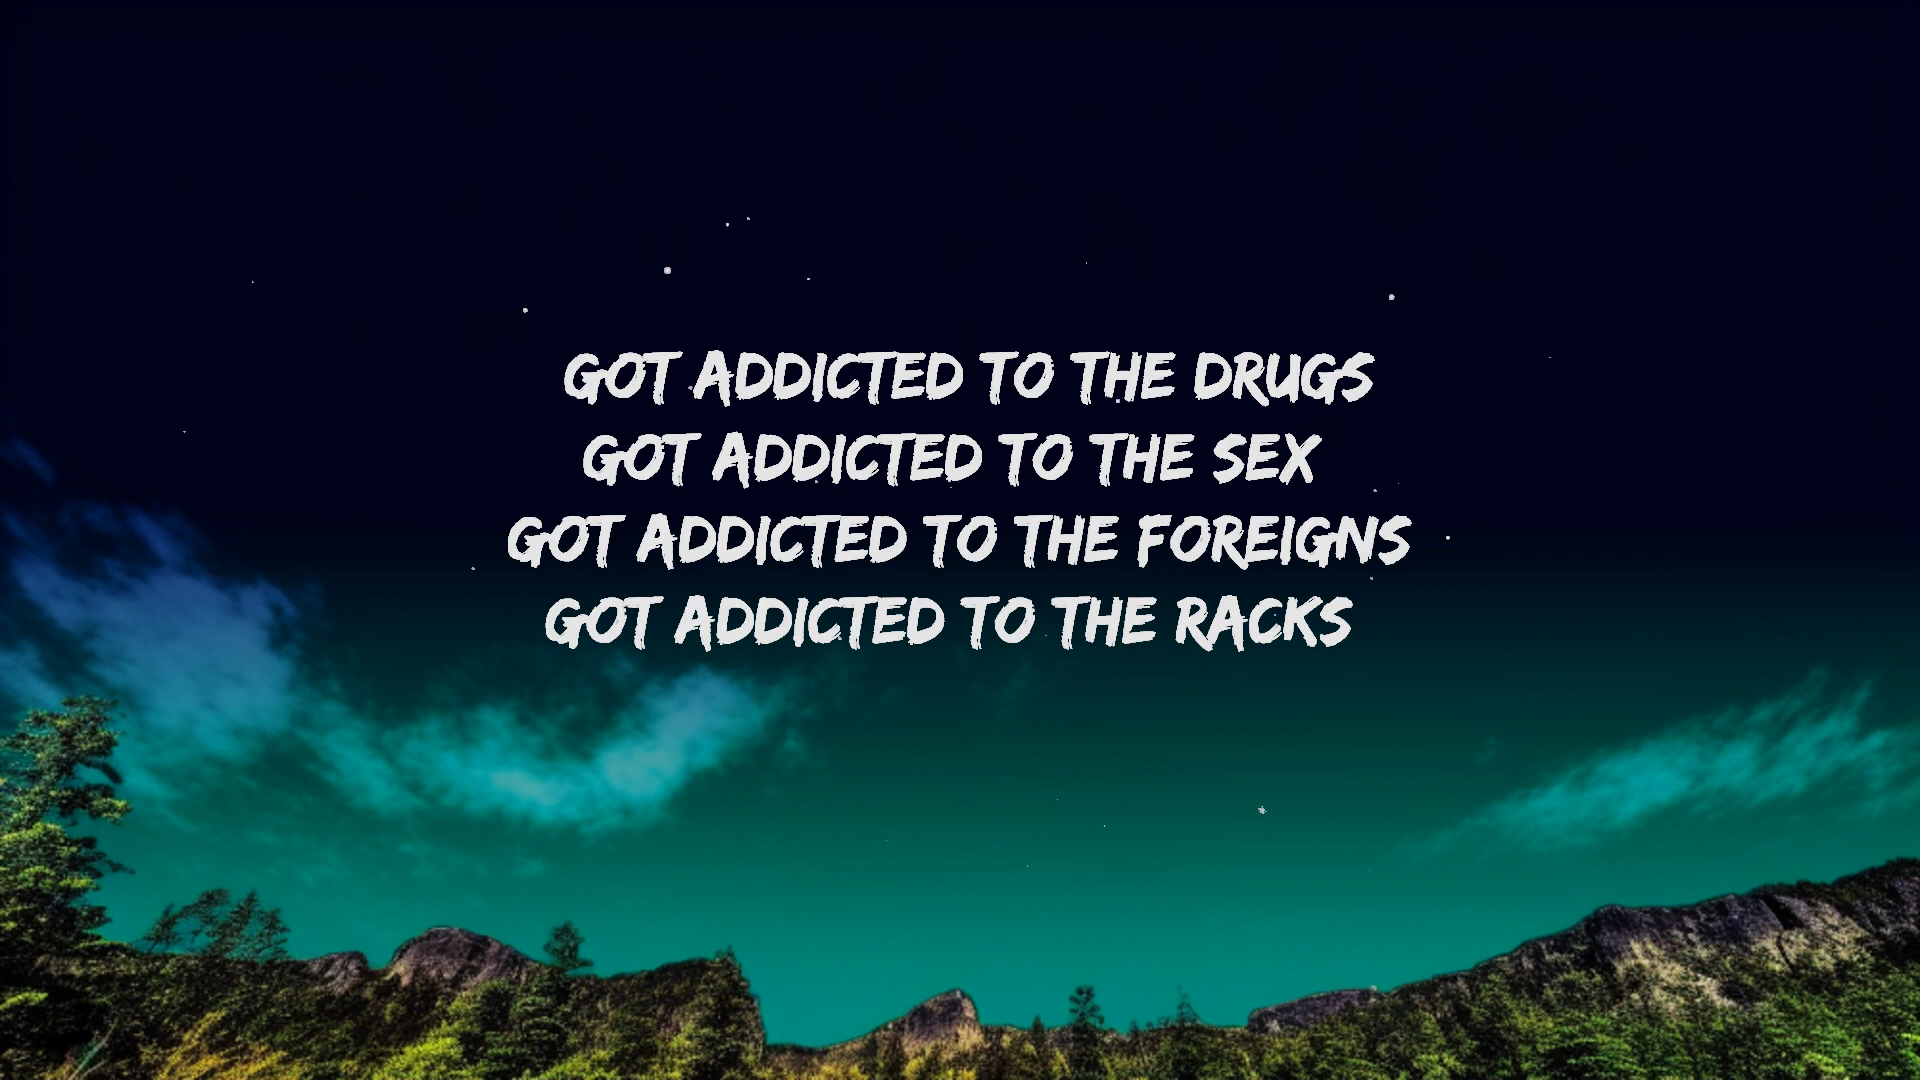 GOT ADDICTED TO THE DRUGS
GOT ADDICTED TO THE SEX
GOT ADDICTED TO THE FOREIGNS
GOT ADDICTED TO THE RACKS